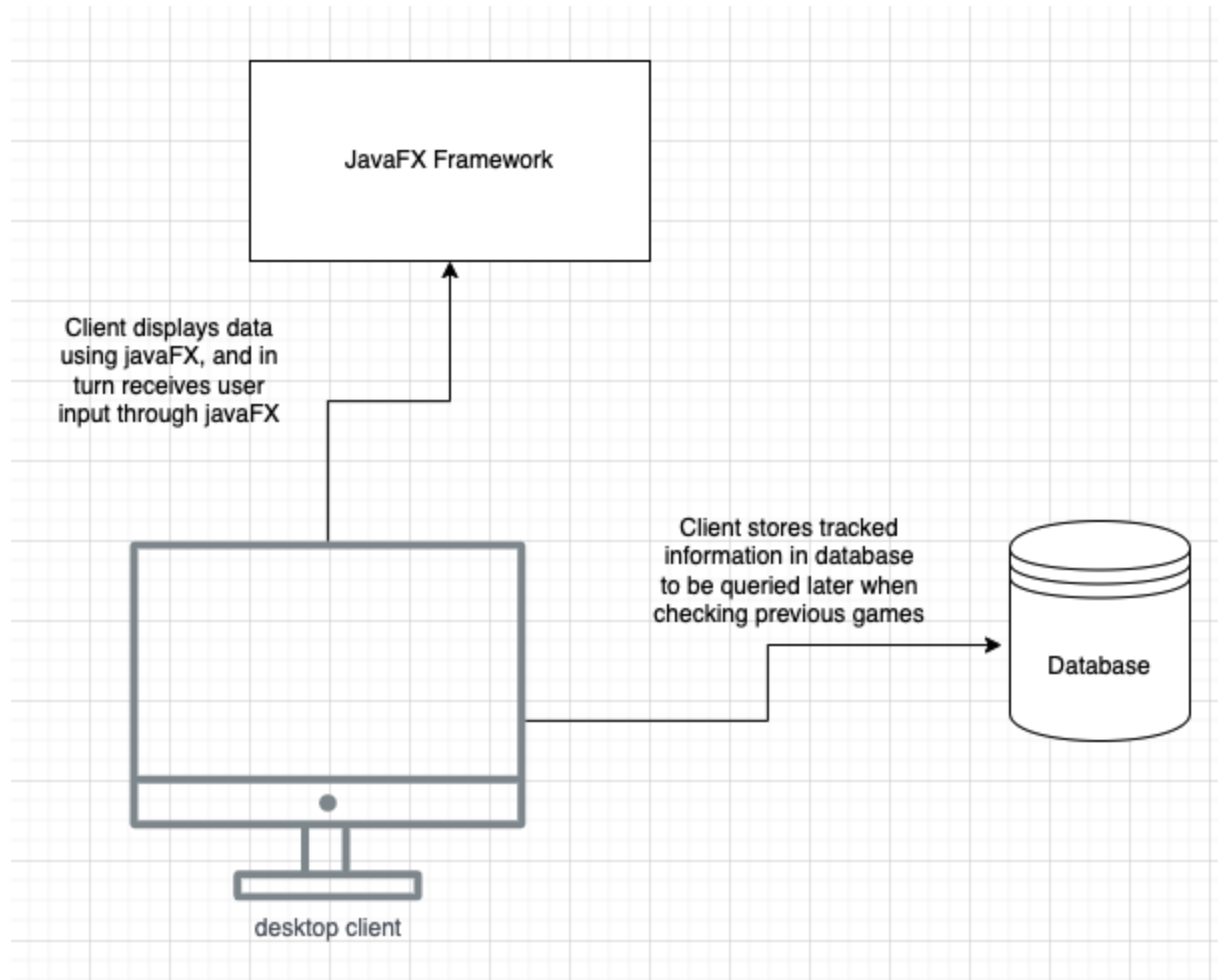 JavaFX Framework
Client displays data
using javaFX, and in
turn receives user
input through javaFX
Client stores tracked
information in database
to be queried later when
checking previous games
Database
desktop client